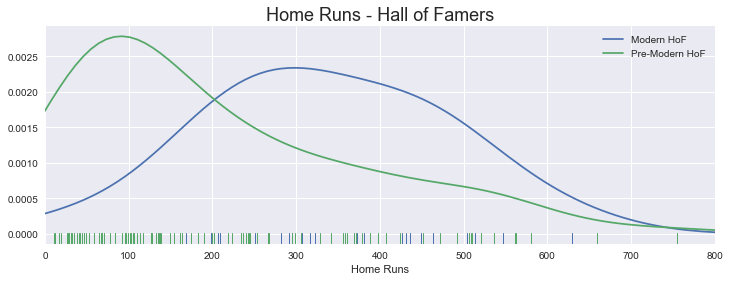 Home Runs - Hall of Famers
Modern HoF
Pre-Modern HoF
0.0025
0.0020
0.0015
0.0010
0.0005
0.0000
0 100 200 300 400 500 600 700 800
Home Runs